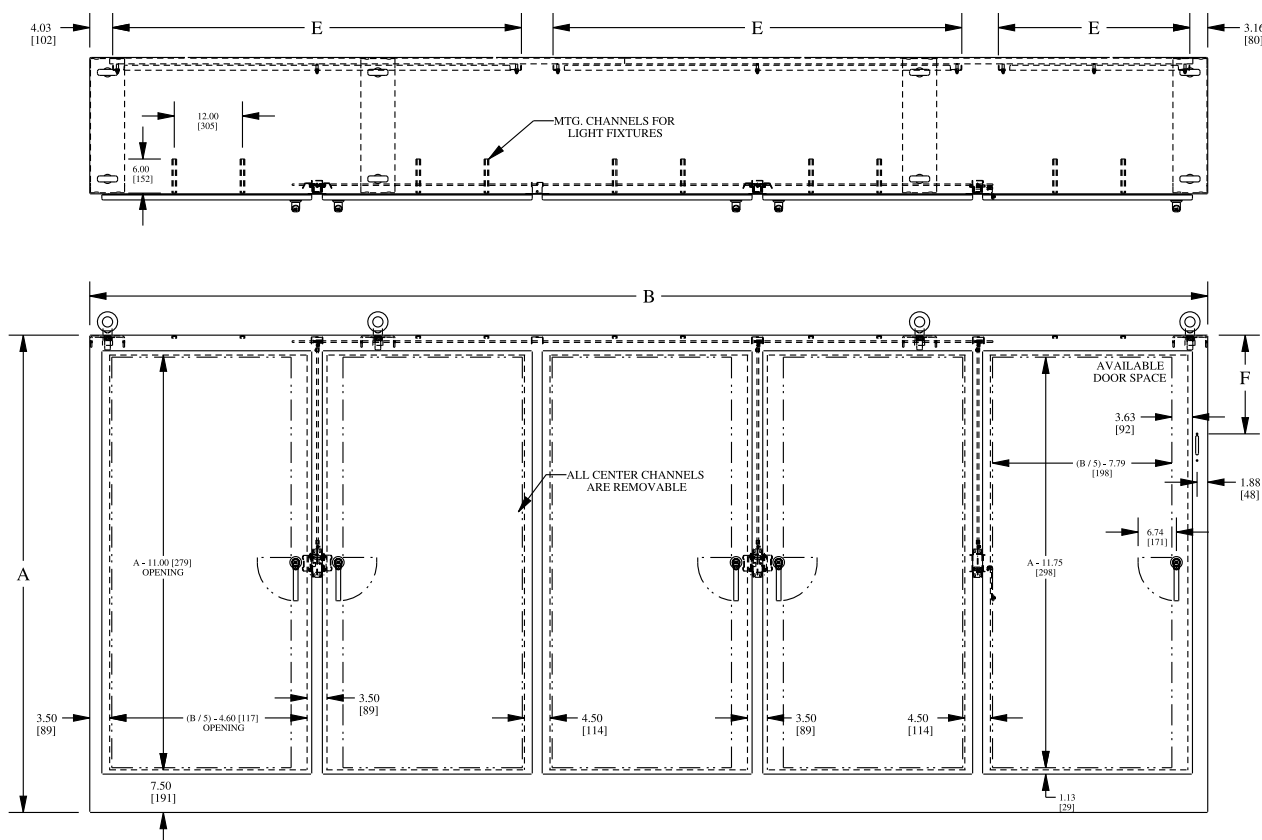 4.03
[102]
E
E
E
3.16
[80]
12.00
[305]
MTG. CHANNELS FOR
LIGHT FIXTURES
6.00
[152]
B
AVAILABLE
DOOR SPACE
F
3.63
[92]
(B / 5) - 7.79
[198]
ALL CENTER CHANNELS
ARE REMOVABLE
1.88
[48]
6.74
[171]
A
A - 11.00 [279]
OPENING
A - 11.75
[298]
3.50
[89]
(B / 5) - 4.60 [117]
OPENING
3.50
[89]
4.50
[114]
3.50
[89]
4.50
[114]
7.50
[191]
1.13
[29]